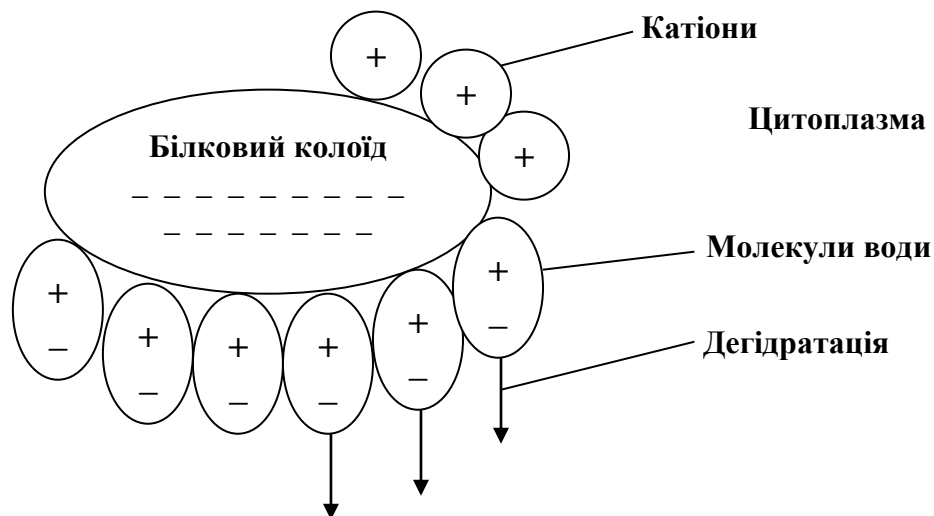 Катіони
Цитоплазма
Білковий колоїд
+ + +
– – – – – – – – –
– – – – – – –
Молекули води
+ + + + + +
– – – – – –
Дегідратація